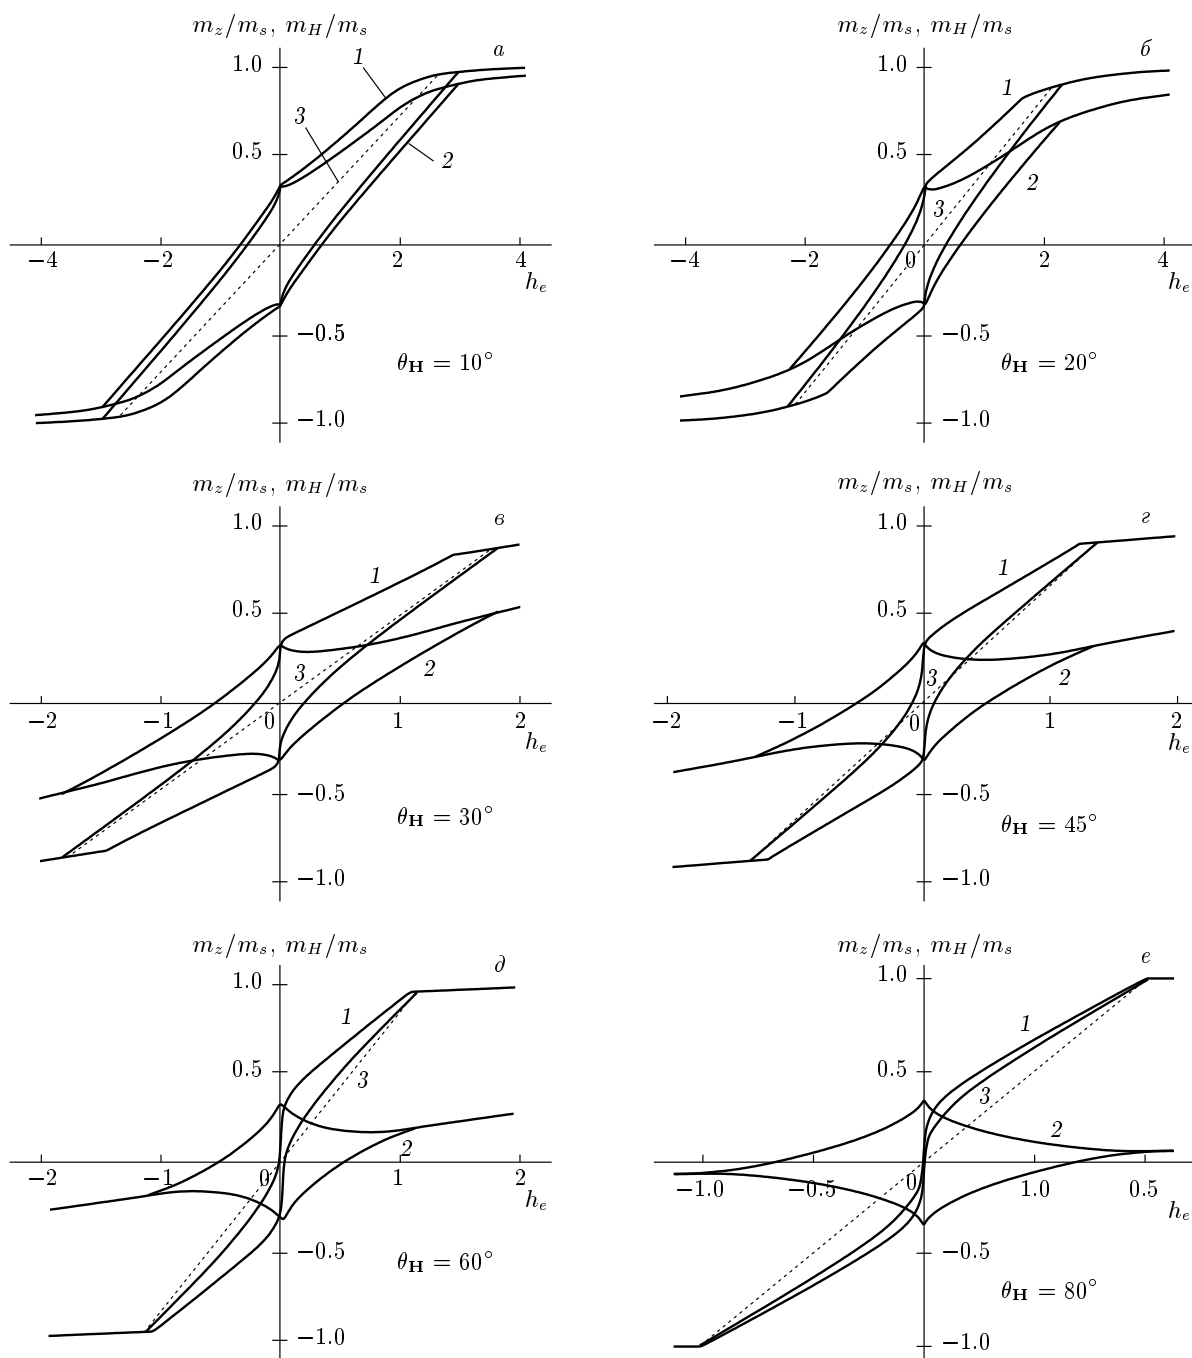 m_z/m_s, m_H/m_s
а
1.0
1
3
0.5
2
−4
−2
2
4
h_e
−0.5
θ_H = 10°
−1.0
m_z/m_s, m_H/m_s
б
1.0
1
0.5
2
3
−4
−2
0
2
4
h_e
−0.5
θ_H = 20°
−1.0
m_z/m_s, m_H/m_s
в
1.0
1
0.5
3
2
−2
−1
0
1
2
h_e
−0.5
θ_H = 30°
−1.0
m_z/m_s, m_H/m_s
г
1.0
1
0.5
3
2
−2
−1
0
1
2
h_e
−0.5
θ_H = 45°
−1.0
m_z/m_s, m_H/m_s
д
1.0
1
0.5
3
2
−2
−1
0
1
2
h_e
−0.5
θ_H = 60°
−1.0
m_z/m_s, m_H/m_s
е
1.0
1
0.5
3
2
−1.0
−0.5
0
1.0
0.5
h_e
−0.5
θ_H = 80°
−1.0